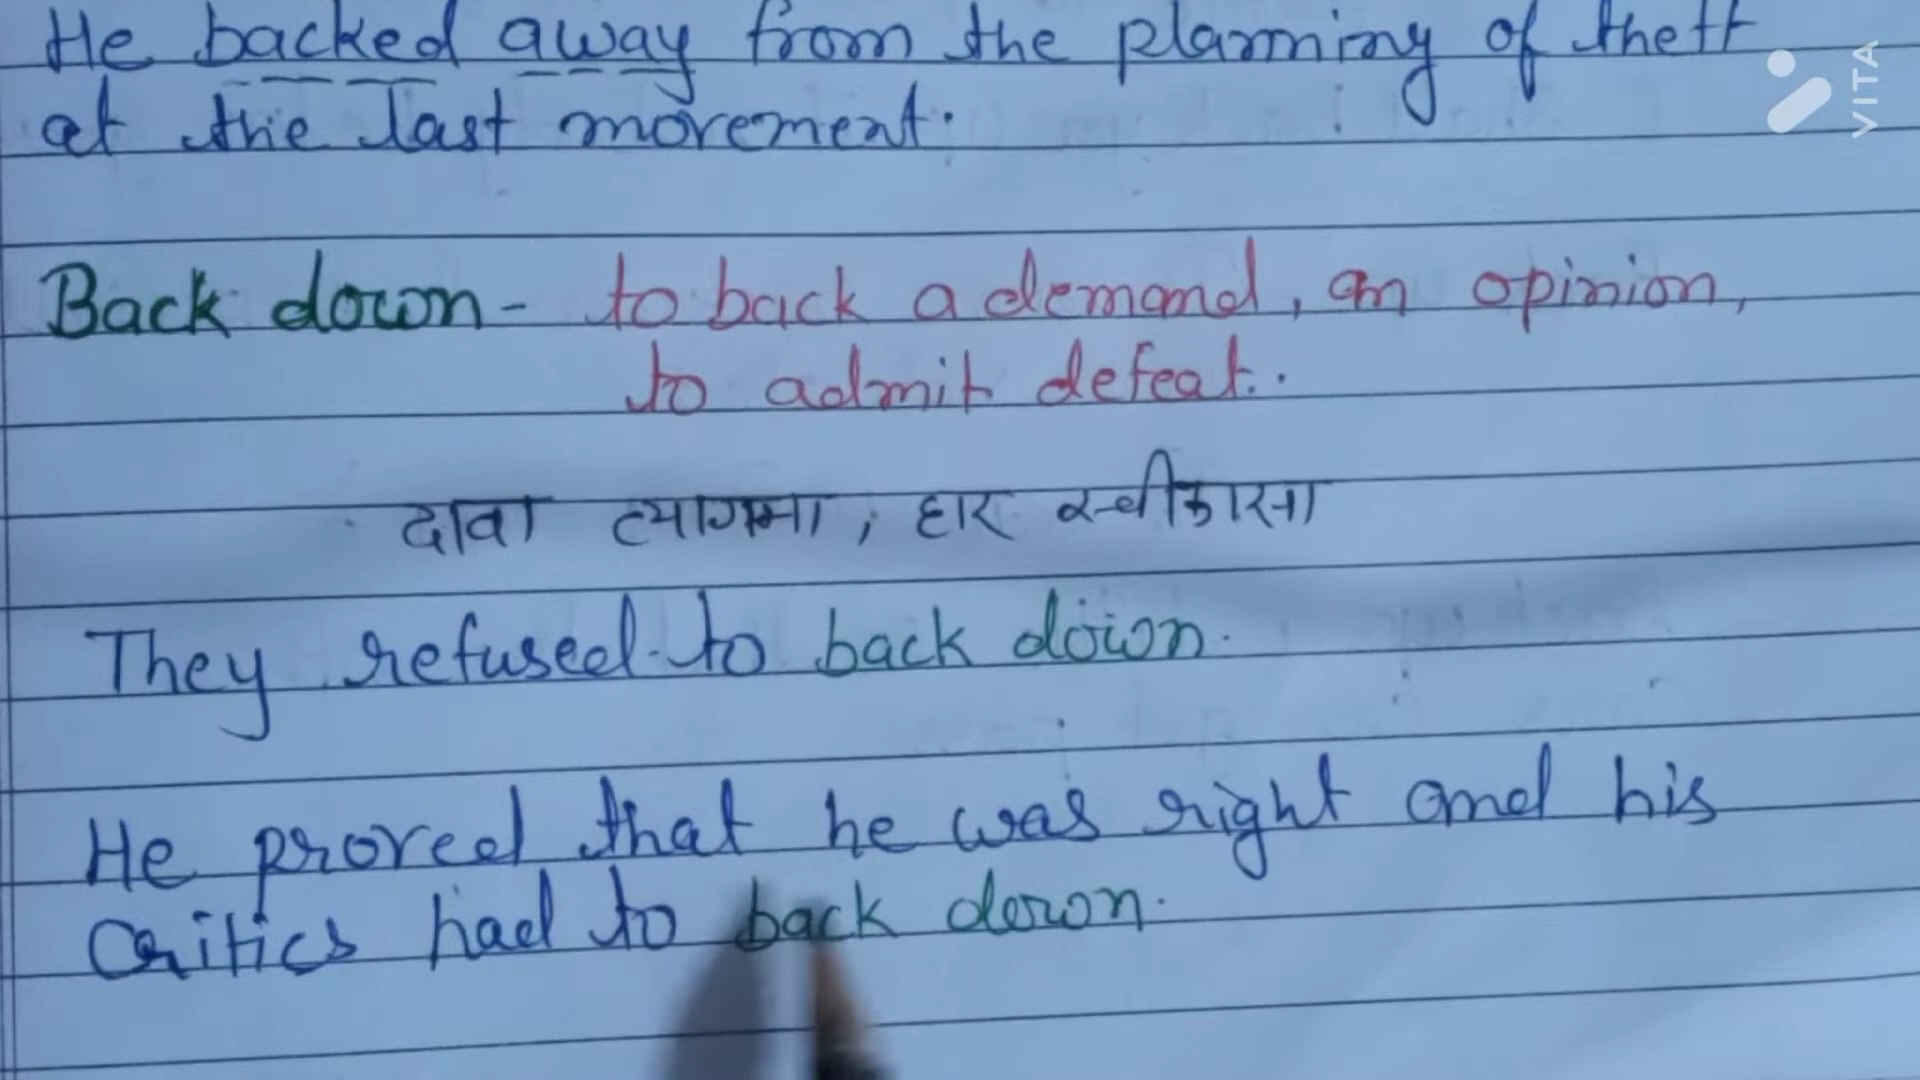 He backed away from the planning of theft
at the last movement.
VITA
Back down - to back a demand, an opinion,
to admit defeat.
दावा त्यागना, हार स्वीकारना
They refused to back down.
He proved that he was right and his
Critics had to back down.